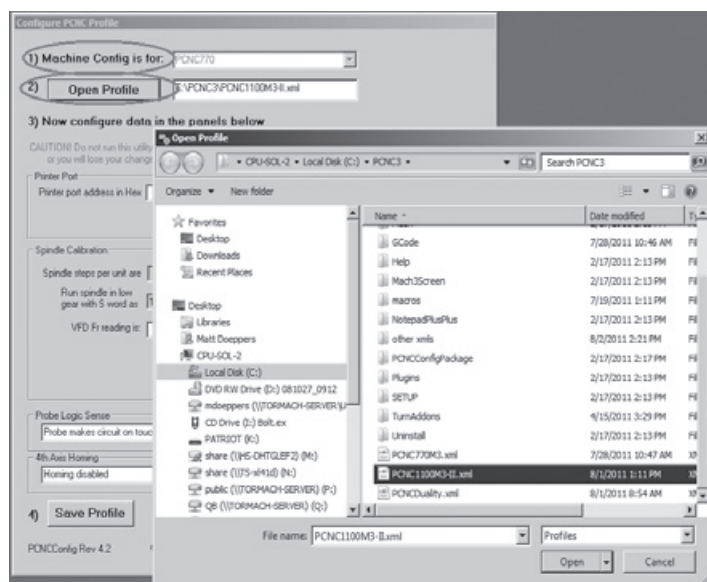 Configure PCNC Profile
1) Machine Config is for:
PCNC770
2)
Open Profile
\PCNC3\PCNC1100M3-II.xml
3) Now configure data in the panels below
CAUTION! Do not run this utility
or you will lose your change
Printer Port
Printer port address in Hex
Spindle Calibration
Spindle steps per unit are
Run spindle in low
gear with S word as
VFD Fr reading is:
Probe Logic Sense
Probe makes circuit on touc
4th Axis Homing
Homing disabled
4)
Save Profile
PCNCConfig Rev 4.2
Open Profile
CPU-SOL-2 Local Disk (C:) PCNC3
Search PCNC3
Organize
New folder
Favorites
Desktop
Downloads
Recent Places
Desktop
Libraries
Matt Doeppers
CPU-SOL-2
Local Disk (C:)
DVD RW Drive (D:) 081027_0912
mdoeppers (\\TORMACH-SERVER\
CD Drive (I:) Bolt.ex
PATRIOT (K:)
share (\\HS-DHTGLEF2) (M:)
share (\\TS-xl41d) (N:)
public (\\TORMACH-SERVER) (P:)
QB (\\TORMACH-SERVER) (Q:)
Name
Date modified
Ty
GCode 7/28/2011 10:46 AM
Help 2/17/2011 2:13 PM
Mach3Screen 2/17/2011 2:13 PM
macros 7/19/2011 1:11 PM
NotepadPlusPlus 2/17/2011 2:13 PM
other xmls 8/2/2011 2:21 PM
PCNCConfigPackage 2/17/2011 2:17 PM
Plugins 2/17/2011 2:13 PM
SETUP 2/17/2011 2:13 PM
TurnAddons 4/15/2011 3:29 PM
Uninstall 2/17/2011 2:13 PM
PCNC770M3.xml 7/28/2011 10:47 AM
PCNC1100M3-II.xml 8/1/2011 1:11 PM
PCNCDuality.xml 8/1/2011 8:54 AM
File name:
PCNC1100M3-II.xml
Profiles
Open
Cancel